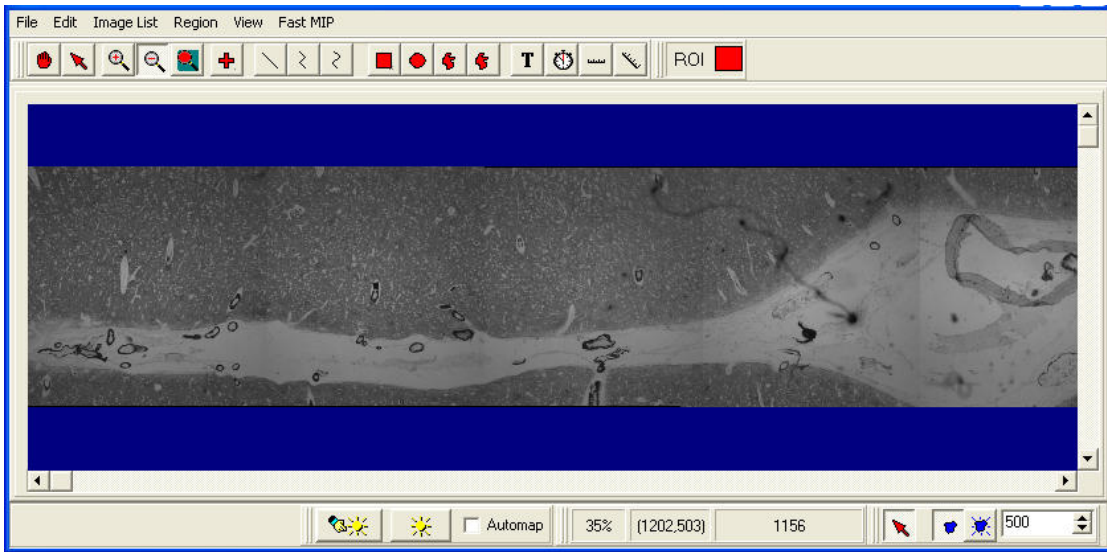 File Edit Image List Region View Fast MIP
T ROI
Automap 35% (1202,503) 1156 500